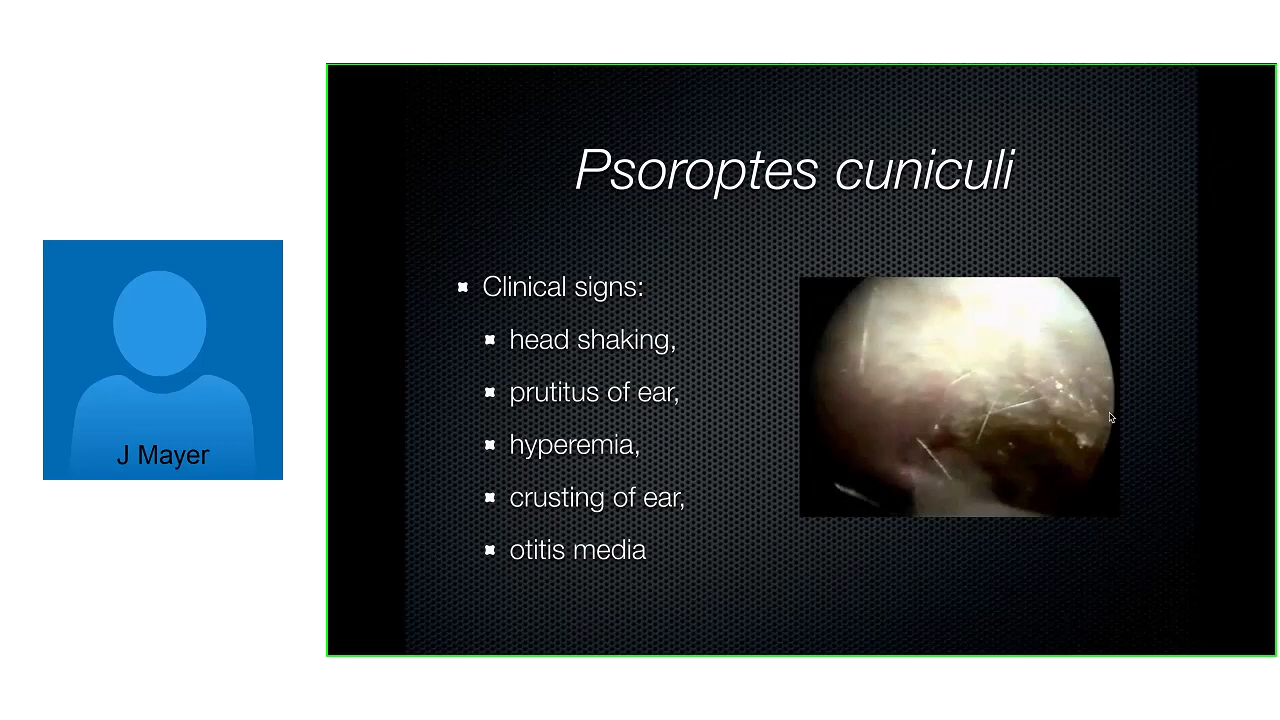 Psoroptes cuniculi
Clinical signs:
head shaking,
prutitus of ear,
hyperemia,
crusting of ear,
otitis media
J Mayer